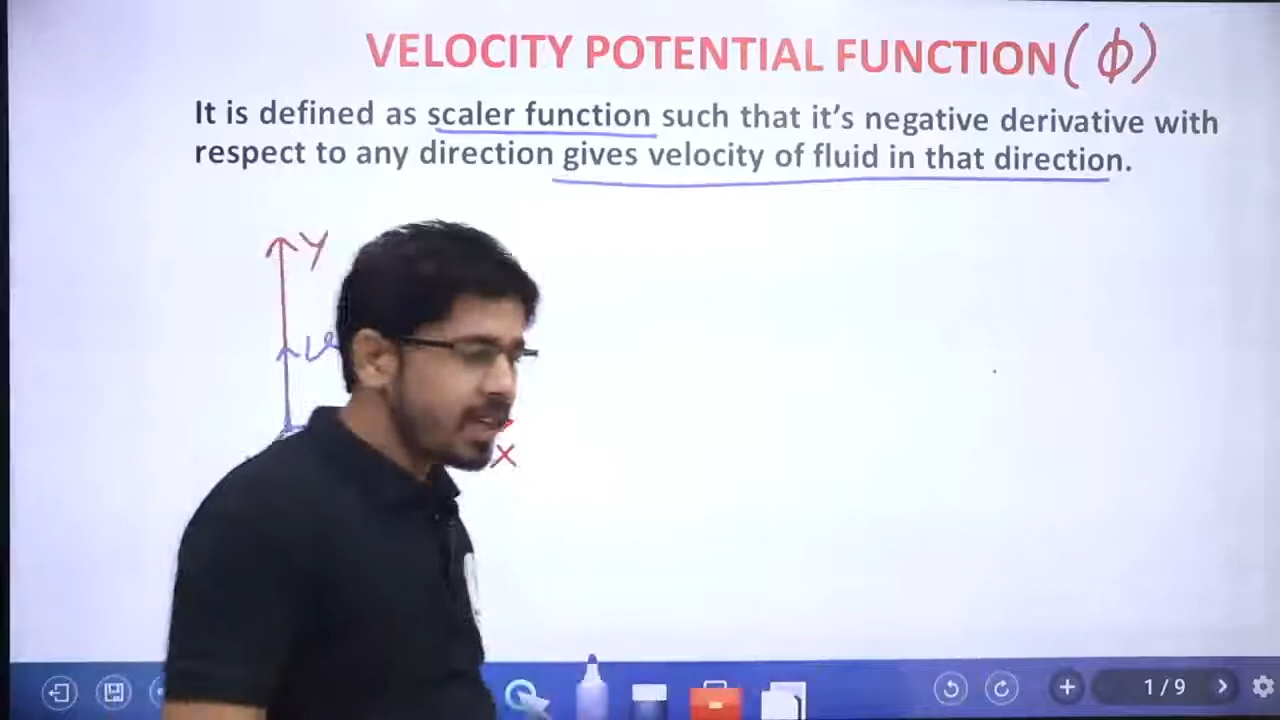 VELOCITY POTENTIAL FUNCTION (φ)
It is defined as scaler function such that it's negative derivative with
respect to any direction gives velocity of fluid in that direction.
Y
X
1 / 9